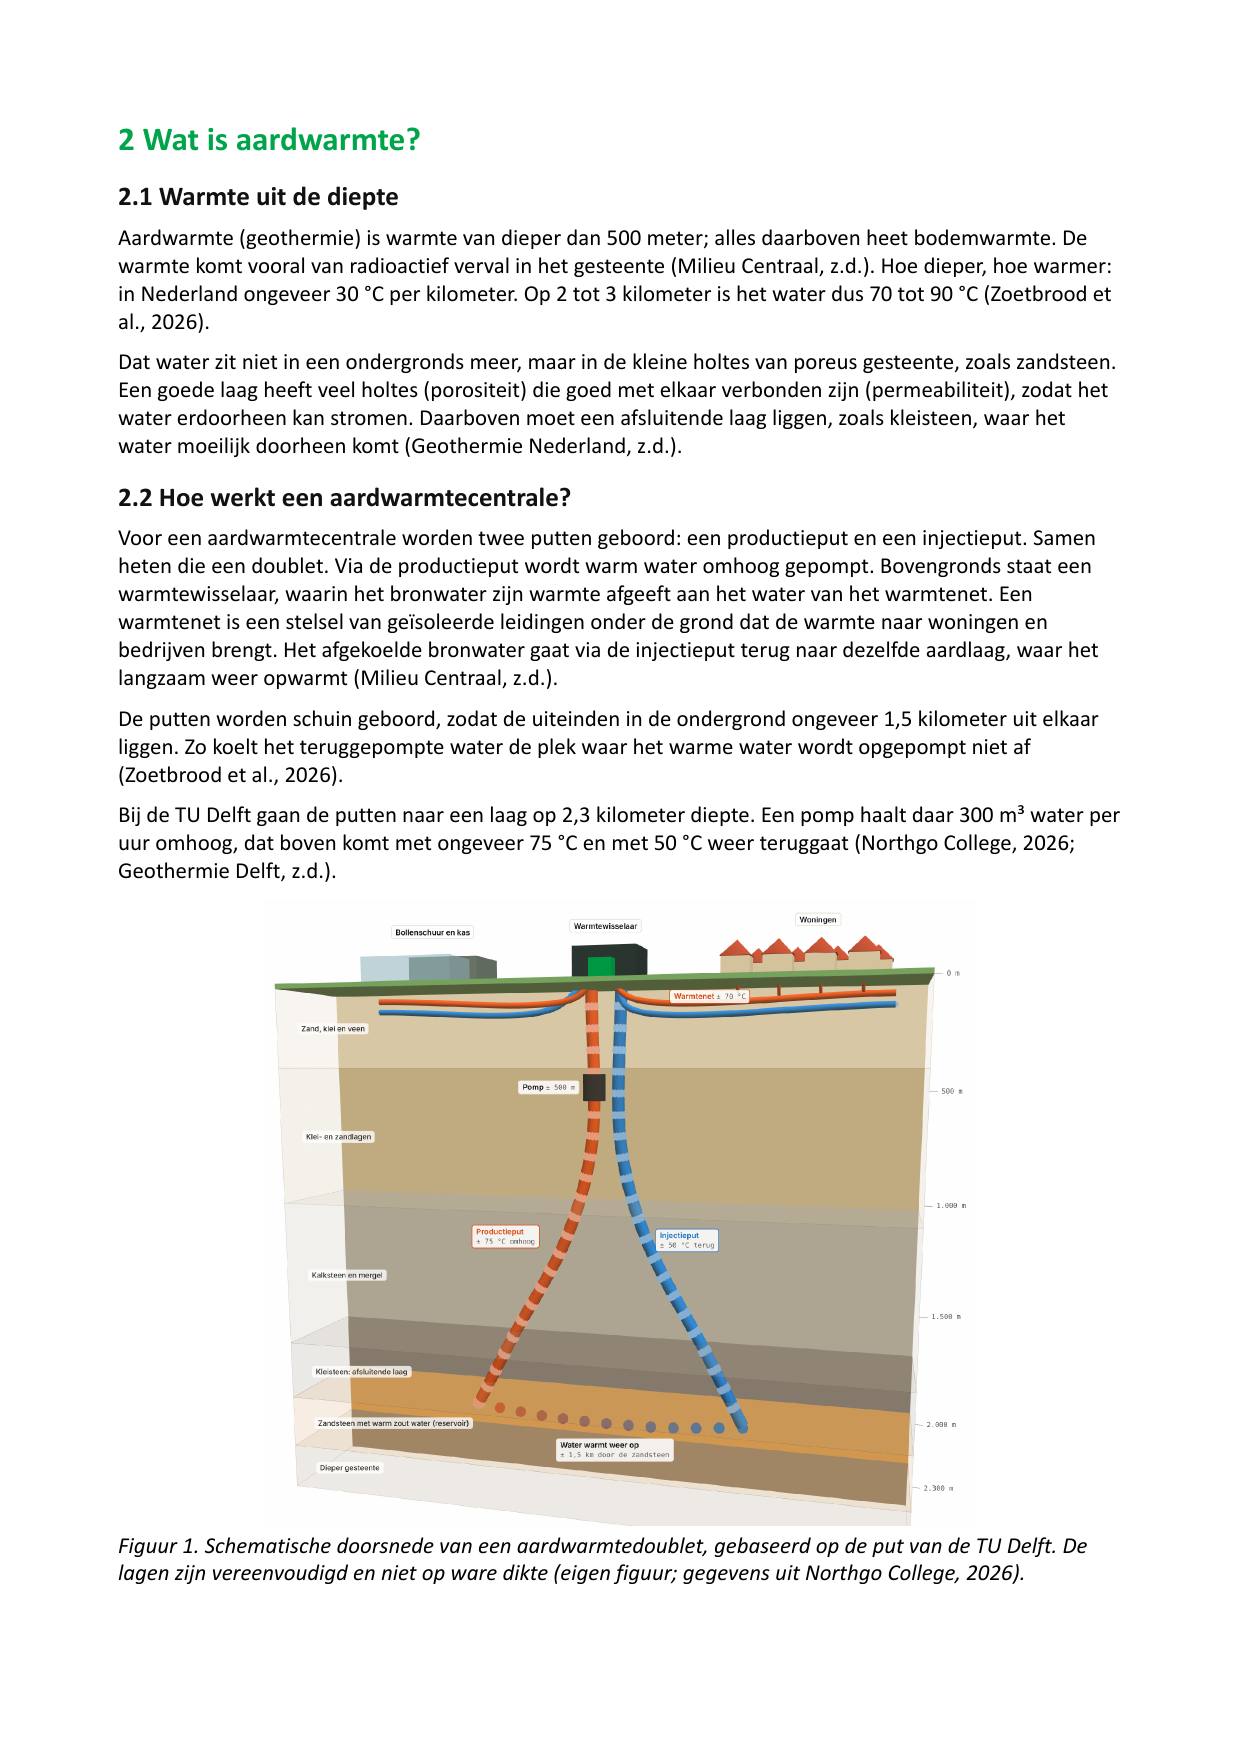 2 Wat is aardwarmte?
2.1 Warmte uit de diepte
Aardwarmte (geothermie) is warmte van dieper dan 500 meter; alles daarboven heet bodemwarmte. De
warmte komt vooral van radioactief verval in het gesteente (Milieu Centraal, z.d.). Hoe dieper, hoe warmer:
in Nederland ongeveer 30 °C per kilometer. Op 2 tot 3 kilometer is het water dus 70 tot 90 °C (Zoetbrood et
al., 2026).
Dat water zit niet in een ondergronds meer, maar in de kleine holtes van poreus gesteente, zoals zandsteen.
Een goede laag heeft veel holtes (porositeit) die goed met elkaar verbonden zijn (permeabiliteit), zodat het
water erdoorheen kan stromen. Daarboven moet een afsluitende laag liggen, zoals kleisteen, waar het
water moeilijk doorheen komt (Geothermie Nederland, z.d.).
2.2 Hoe werkt een aardwarmtecentrale?
Voor een aardwarmtecentrale worden twee putten geboord: een productieput en een injectieput. Samen
heten die een doublet. Via de productieput wordt warm water omhoog gepompt. Bovengronds staat een
warmtewisselaar, waarin het bronwater zijn warmte afgeeft aan het water van het warmtenet. Een
warmtenet is een stelsel van geïsoleerde leidingen onder de grond dat de warmte naar woningen en
bedrijven brengt. Het afgekoelde bronwater gaat via de injectieput terug naar dezelfde aardlaag, waar het
langzaam weer opwarmt (Milieu Centraal, z.d.).
De putten worden schuin geboord, zodat de uiteinden in de ondergrond ongeveer 1,5 kilometer uit elkaar
liggen. Zo koelt het teruggepompte water de plek waar het warme water wordt opgepompt niet af
(Zoetbrood et al., 2026).
Bij de TU Delft gaan de putten naar een laag op 2,3 kilometer diepte. Een pomp haalt daar 300 m³ water per
uur omhoog, dat boven komt met ongeveer 75 °C en met 50 °C weer teruggaat (Northgo College, 2026;
Geothermie Delft, z.d.).
Bollenschuur en kas
Warmtewisselaar
Woningen
0 m
Warmtenet ± 70 °C
Zand, klei en veen
Pomp ± 500 m
500 m
Klei- en zandlagen
1.000 m
Productieput
± 75 °C omhoog
Injectieput
± 50 °C terug
Kalksteen en mergel
1.500 m
Kleisteen: afsluitende laag
Zandsteen met warm zout water (reservoir)
2.000 m
Water warmt weer op
± 1,5 km door de zandsteen
Dieper gesteente
2.300 m
Figuur 1. Schematische doorsnede van een aardwarmtedoublet, gebaseerd op de put van de TU Delft. De
lagen zijn vereenvoudigd en niet op ware dikte (eigen figuur; gegevens uit Northgo College, 2026).